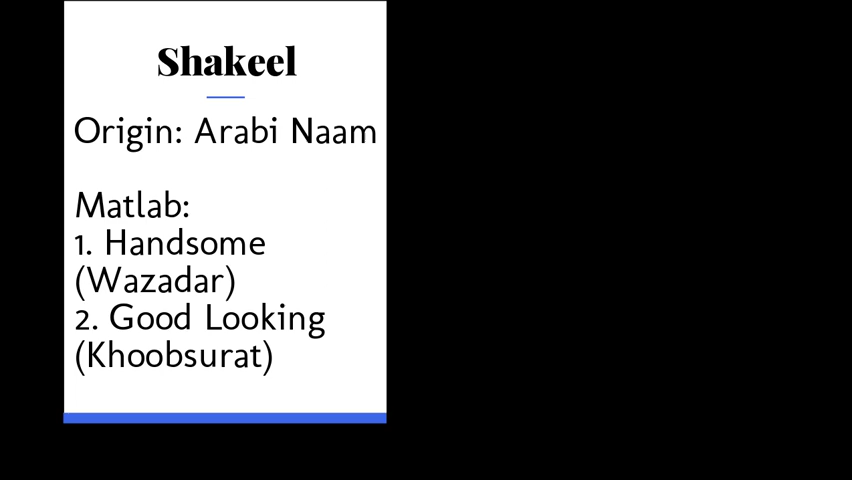 Shakeel
Origin: Arabi Naam
Matlab:
1. Handsome
(Wazadar)
2. Good Looking
(Khoobsurat)